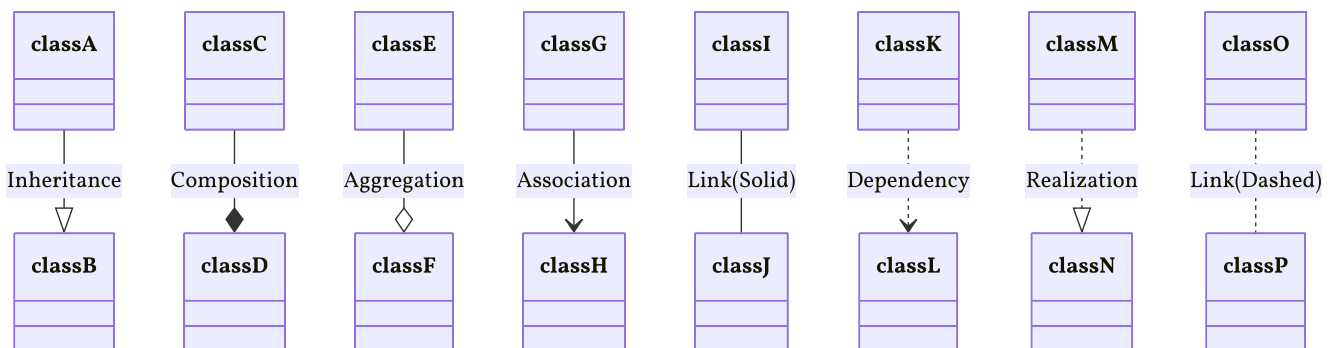 classA classC classE classG classI classK classM classO
Inheritance Composition Aggregation Association Link(Solid) Dependency Realization Link(Dashed)
classB classD classF classH classJ classL classN classP